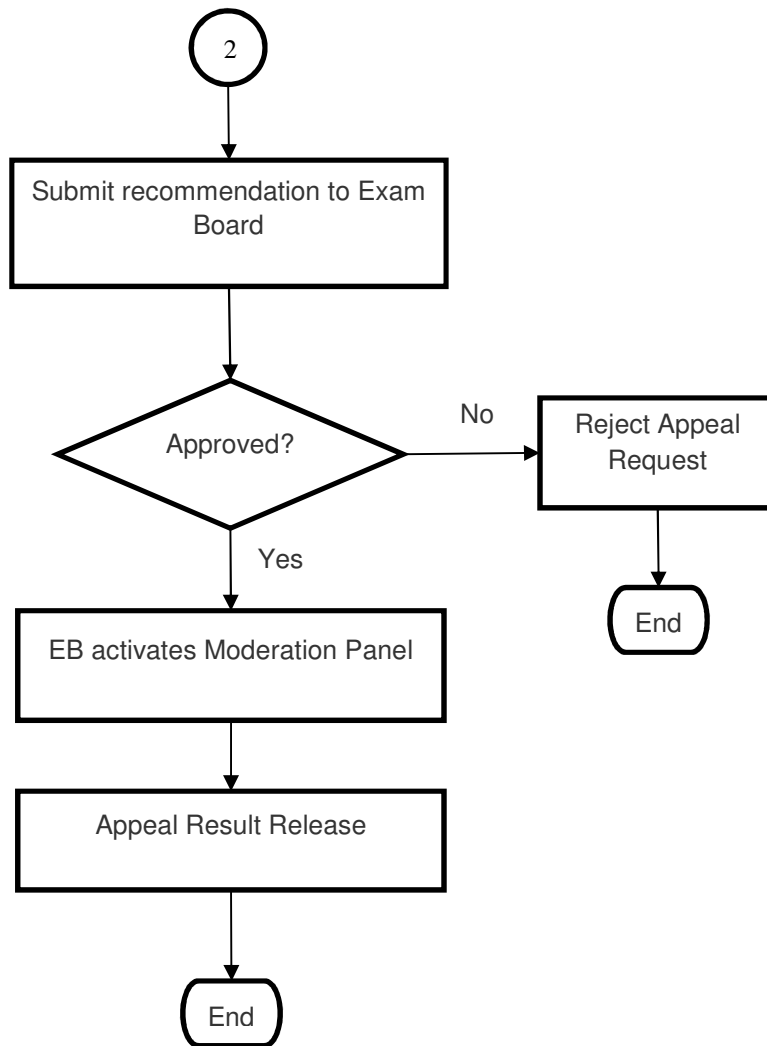 2
Submit recommendation to Exam
Board
Approved?
No
Reject Appeal
Request
Yes
End
EB activates Moderation Panel
Appeal Result Release
End